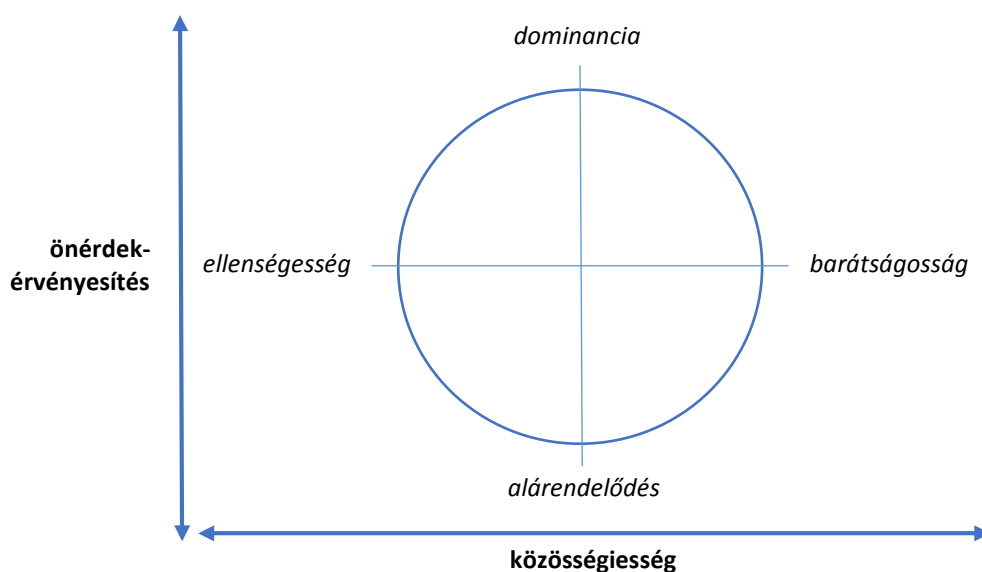 dominancia
önérdek-
érvényesítés
ellenségesség
barátságosság
alárendelődés
közösségiesség